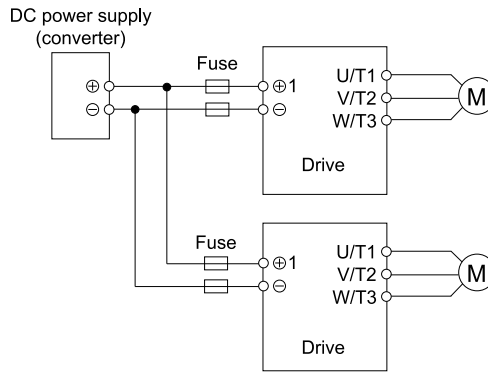 DC power supply
(converter)
Fuse
⊕
⊖
⊕1
⊖
U/T1
V/T2
W/T3
M
Drive
Fuse
⊕1
⊖
U/T1
V/T2
W/T3
M
Drive